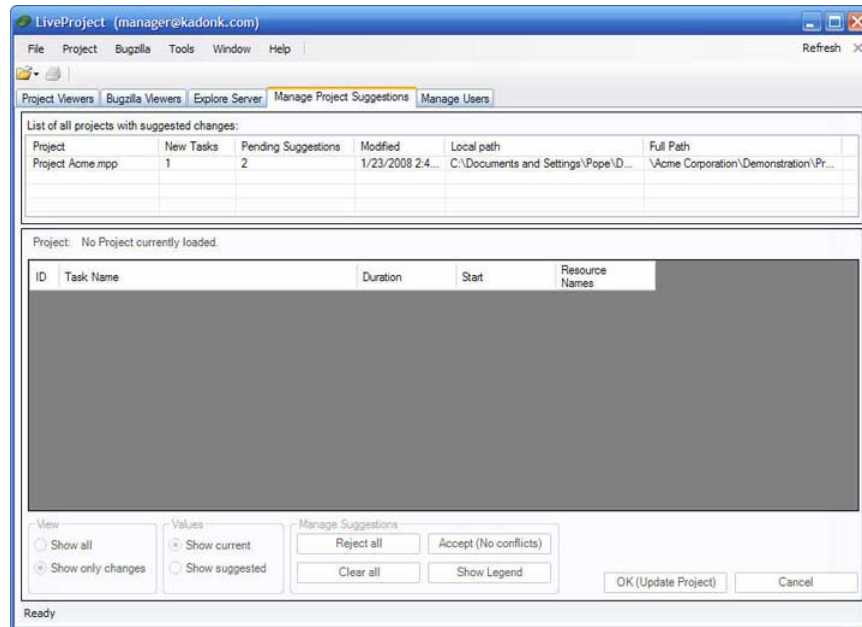 LiveProject (manager@kadonk.com)
File Project Bugzilla Tools Window Help Refresh
Project Viewers Bugzilla Viewers Explore Server Manage Project Suggestions Manage Users
List of all projects with suggested changes:
Project New Tasks Pending Suggestions Modified Local path Full Path
Project Acme.mpp 1 2 1/23/2008 2:4... C:\Documents and Settings\Pope\D... \Acme Corporation\Demonstration\Pr...
Project: No Project currently loaded.
ID Task Name Duration Start Resource Names
View Values Manage Suggestions
Show all Show current Reject all Accept (No conflicts)
Show only changes Show suggested Clear all Show Legend OK (Update Project) Cancel
Ready